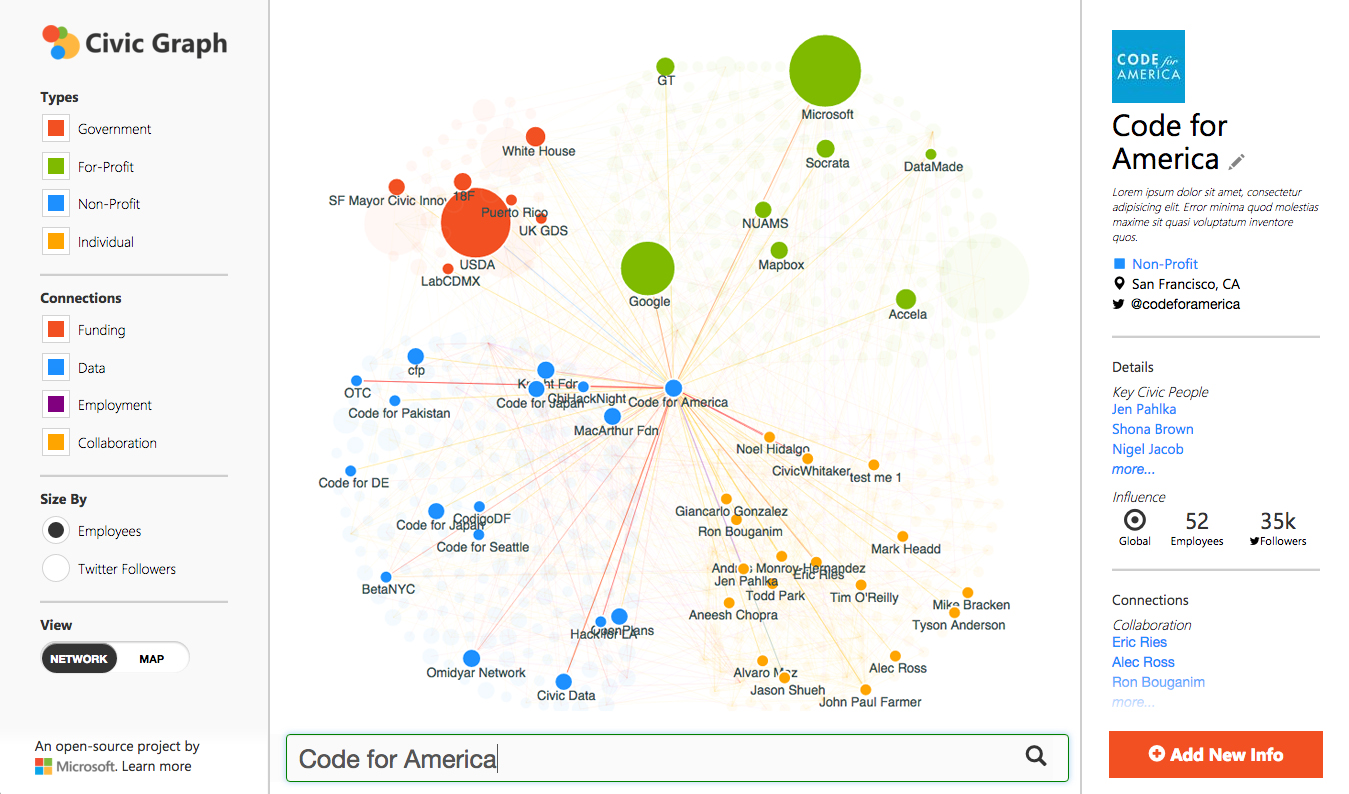 Civic Graph
Types
Government
For-Profit
Non-Profit
Individual
Connections
Funding
Data
Employment
Collaboration
Size By
Employees
Twitter Followers
View
NETWORK MAP
An open-source project by
Microsoft. Learn more
GT
Microsoft
White House
Socrata
DataMade
SF Mayor Civic Innov
18F
Puerto Rico
UK GDS
NUAMS
USDA
LabCDMX
Mapbox
Google
Accela
cfp
OTC
Knight Fdn
Code for Japan
ChiHackNight
Code for America
Code for Pakistan
MacArthur Fdn
Noel Hidalgo
CivicWhitaker
test me 1
Code for DE
Giancarlo Gonzalez
Code for Japan
CodigoDF
Ron Bouganim
Code for Seattle
Mark Headd
Andrés Monroy-Hernandez
Eric Ries
Jen Pahlka
BetaNYC
Todd Park
Tim O'Reilly
Mike Bracken
Aneesh Chopra
Tyson Anderson
Hack for LA
OpenPlans
Omidyar Network
Alec Ross
Alvaro
Jason Shueh
Civic Data
John Paul Farmer
Code for America
CODE for
AMERICA
Code for
America
Lorem ipsum dolor sit amet, consectetur
adipisicing elit. Error minima quod molestias
maxime sit quasi voluptatum inventore
quos.
Non-Profit
San Francisco, CA
@codeforamerica
Details
Key Civic People
Jen Pahlka
Shona Brown
Nigel Jacob
more...
Influence
52 35k
Global Employees Followers
Connections
Collaboration
Eric Ries
Alec Ross
Ron Bouganim
more...
Add New Info